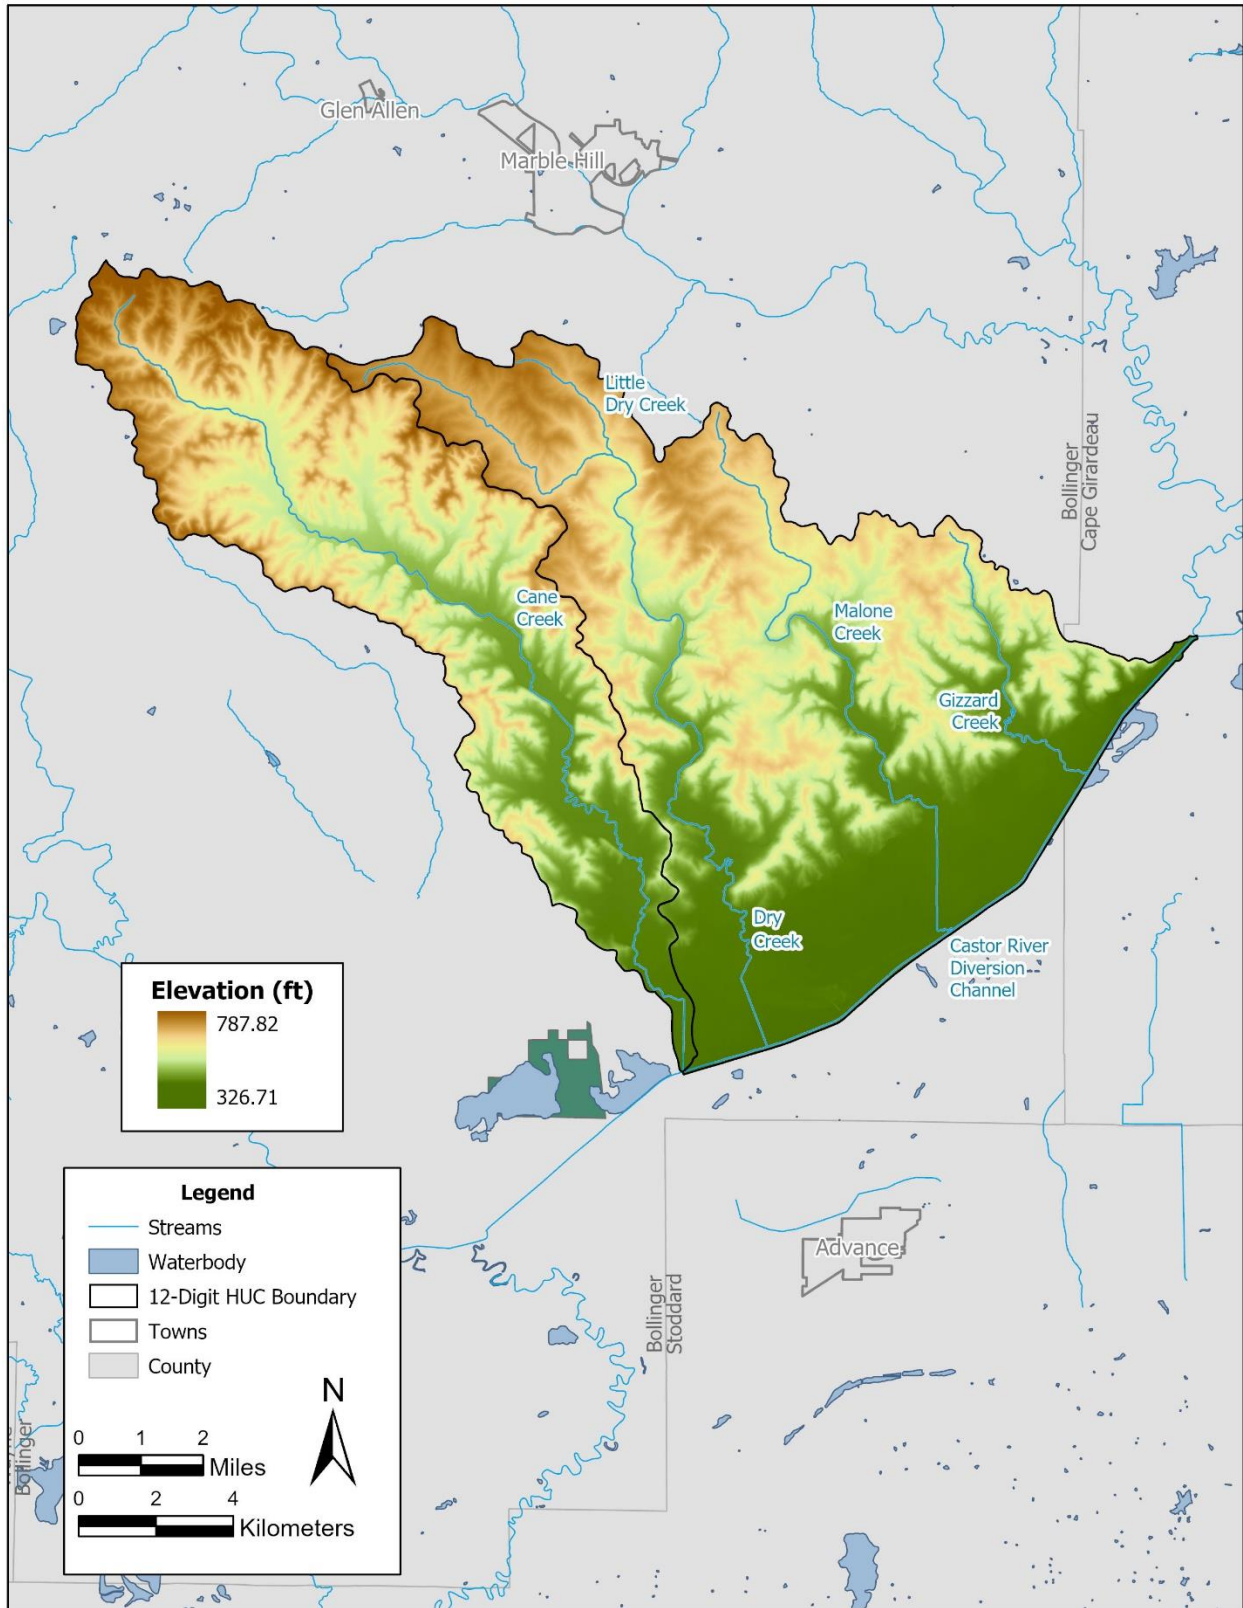 Glen Allen
Marble Hill
Little
Dry Creek
Bollinger
Cape Girardeau
Cane
Creek
Malone
Creek
Gizzard
Creek
Dry
Creek
Castor River
Diversion
Channel
Elevation (ft)
787.82
326.71
Advance
Bollinger
Stoddard
Legend
Streams
Waterbody
12-Digit HUC Boundary
Towns
County
N
0 1 2
Miles
0 2 4
Kilometers
Bollinger